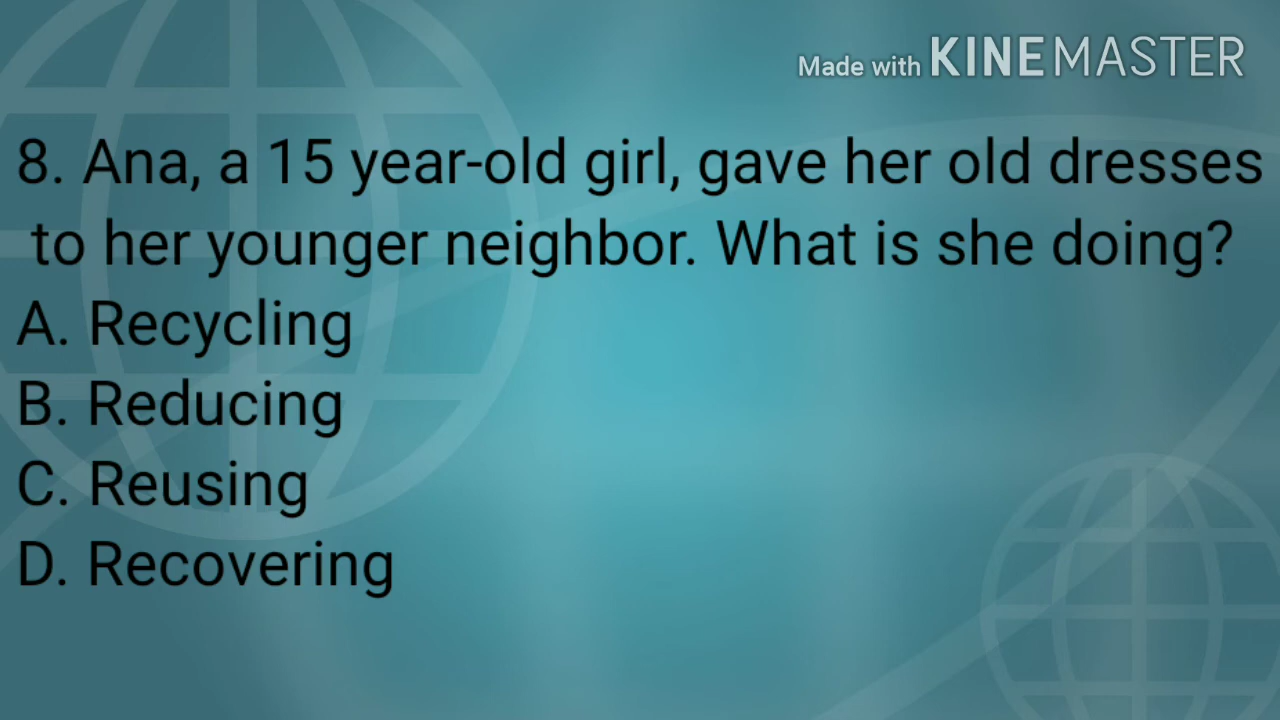 Made with KINEMASTER
8. Ana, a 15 year-old girl, gave her old dresses
to her younger neighbor. What is she doing?
A. Recycling
B. Reducing
C. Reusing
D. Recovering